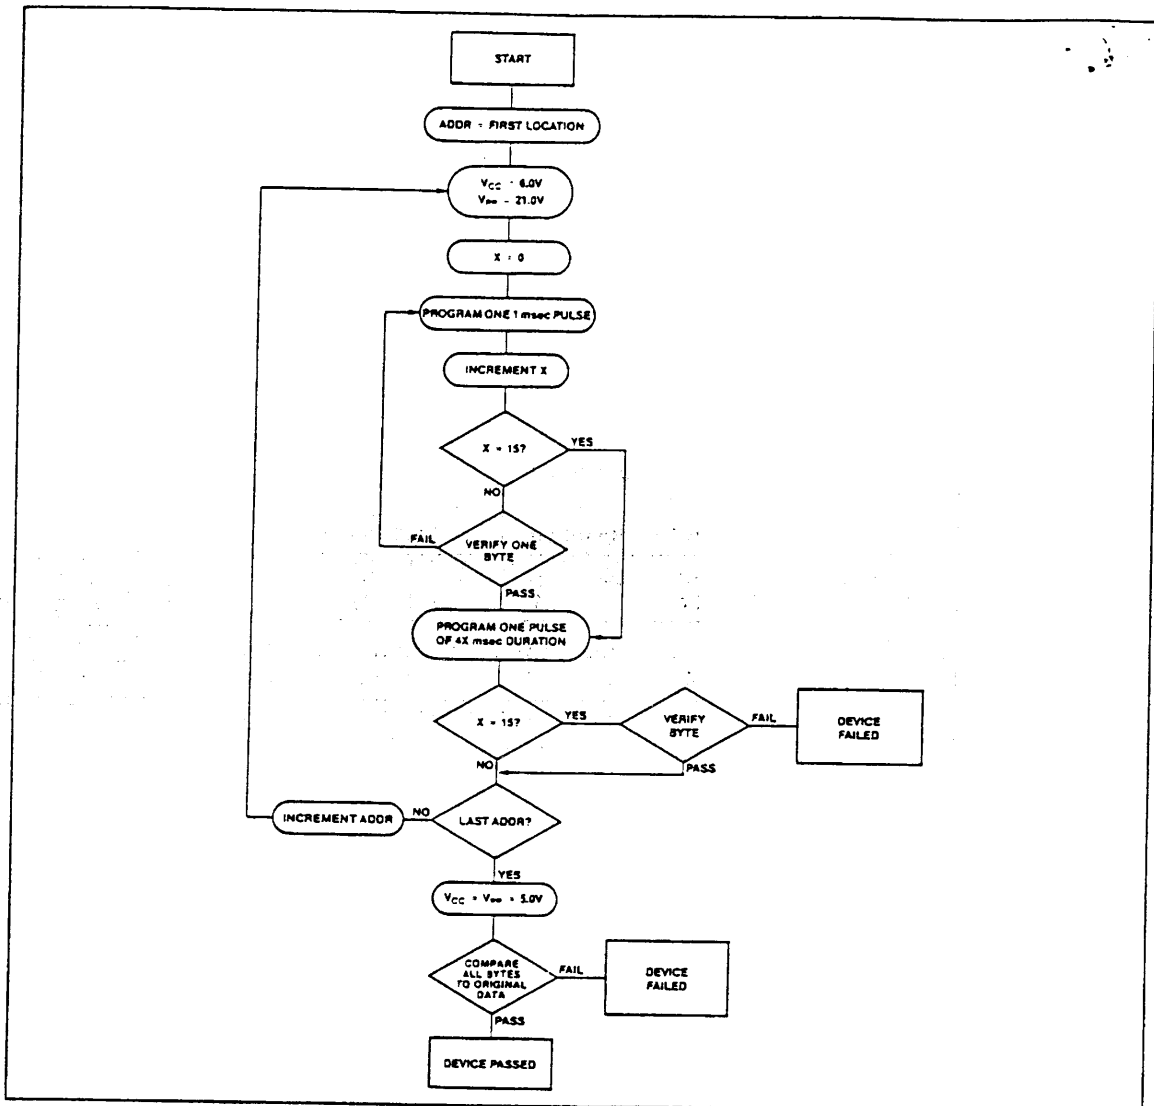 START
ADDR = FIRST LOCATION
VCC = 6.0V
VPP = 21.0V
X = 0
PROGRAM ONE 1 msec PULSE
INCREMENT X
X = 15?
YES
NO
FAIL
VERIFY ONE
BYTE
PASS
PROGRAM ONE PULSE
OF 4X msec DURATION
X = 15?
YES
VERIFY
BYTE
FAIL
DEVICE
FAILED
NO
PASS
INCREMENT ADDR
NO
LAST ADDR?
YES
VCC = VPP = 5.0V
COMPARE
ALL BYTES
TO ORIGINAL
DATA
FAIL
DEVICE
FAILED
PASS
DEVICE PASSED